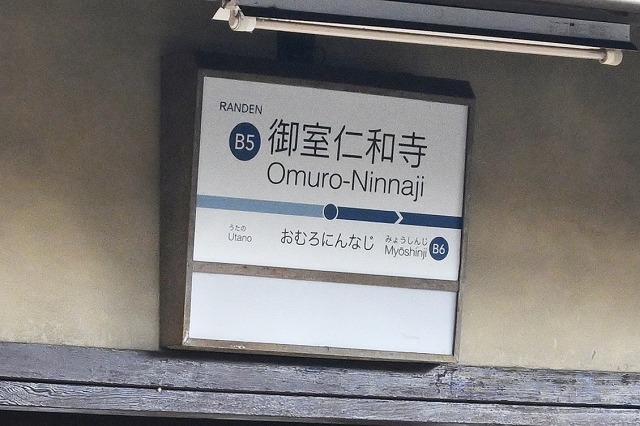 RANDEN
B5 御室仁和寺
Omuro-Ninnaji
うたの
Utano
おむろにんなじ
みょうしんじ
Myōshinji B6